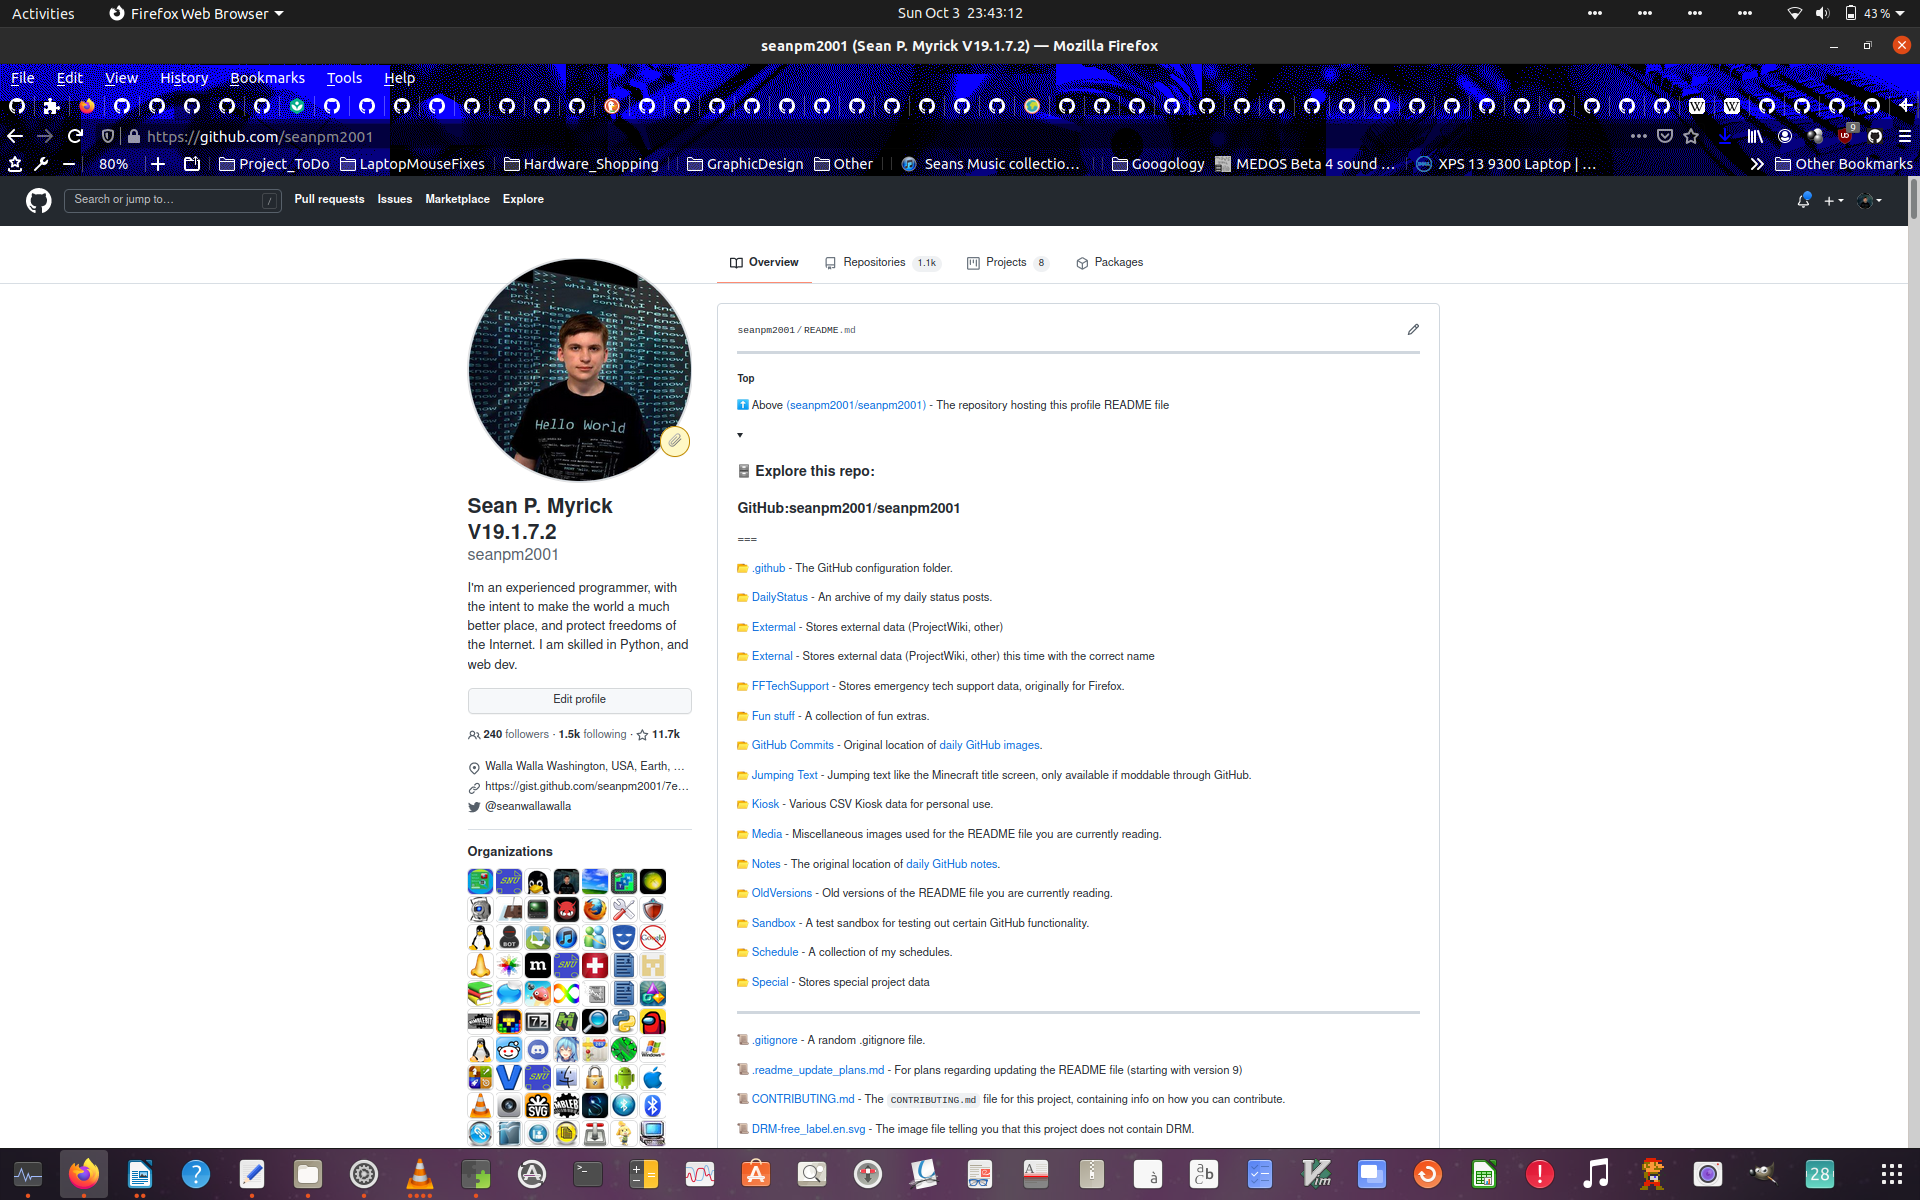 Activities
Firefox Web Browser
Sun Oct 3 23:43:12
43 %
seanpm2001 (Sean P. Myrick V19.1.7.2) — Mozilla Firefox
File Edit View History Bookmarks Tools Help
https://github.com/seanpm2001
9
80%
Project_ToDo
LaptopMouseFixes
Hardware_Shopping
GraphicDesign
Other
Seans Music collectio…
Googology
MEDOS Beta 4 sound …
XPS 13 9300 Laptop | …
Other Bookmarks
Search or jump to…
/
Pull requests
Issues
Marketplace
Explore
Overview
Repositories 1.1k
Projects 8
Packages
Hello World
Sean P. Myrick
V19.1.7.2
seanpm2001
I'm an experienced programmer, with
the intent to make the world a much
better place, and protect freedoms of
the Internet. I am skilled in Python, and
web dev.
Edit profile
240 followers · 1.5k following · 11.7k
Walla Walla Washington, USA, Earth, …
https://gist.github.com/seanpm2001/7e…
@seanwallawalla
Organizations
seanpm2001/README.md
Top
Above (seanpm2001/seanpm2001) - The repository hosting this profile README file
Explore this repo:
GitHub:seanpm2001/seanpm2001
===
.github - The GitHub configuration folder.
DailyStatus - An archive of my daily status posts.
Extermal - Stores external data (ProjectWiki, other)
External - Stores external data (ProjectWiki, other) this time with the correct name
FFTechSupport - Stores emergency tech support data, originally for Firefox.
Fun stuff - A collection of fun extras.
GitHub Commits - Original location of daily GitHub images.
Jumping Text - Jumping text like the Minecraft title screen, only available if moddable through GitHub.
Kiosk - Various CSV Kiosk data for personal use.
Media - Miscellaneous images used for the README file you are currently reading.
Notes - The original location of daily GitHub notes.
OldVersions - Old versions of the README file you are currently reading.
Sandbox - A test sandbox for testing out certain GitHub functionality.
Schedule - A collection of my schedules.
Special - Stores special project data
.gitignore - A random .gitignore file.
.readme_update_plans.md - For plans regarding updating the README file (starting with version 9)
CONTRIBUTING.md - The CONTRIBUTING.md file for this project, containing info on how you can contribute.
DRM-free_label.en.svg - The image file telling you that this project does not contain DRM.
28